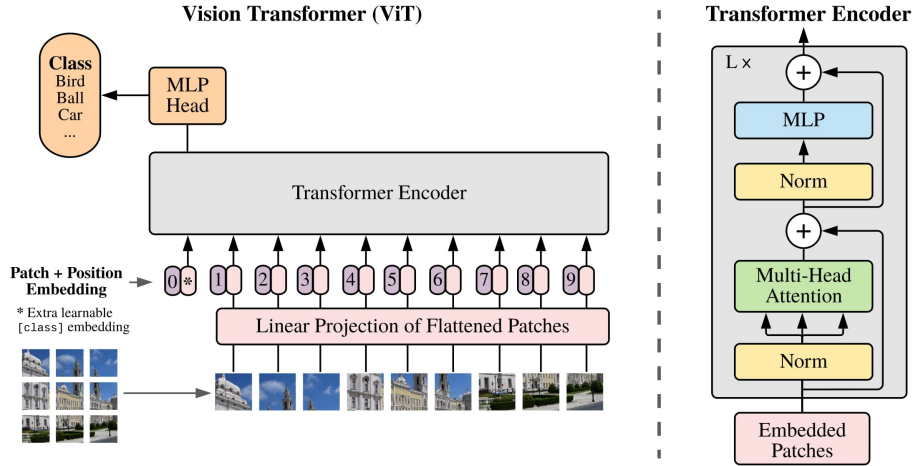 Vision Transformer (ViT)
Class
Bird
Ball
Car
...
MLP
Head
Transformer Encoder
Patch + Position
Embedding
0 * 1 2 3 4 5 6 7 8 9
* Extra learnable
[class] embedding
Linear Projection of Flattened Patches
Transformer Encoder
L ×
+
MLP
Norm
+
Multi-Head
Attention
Norm
Embedded
Patches